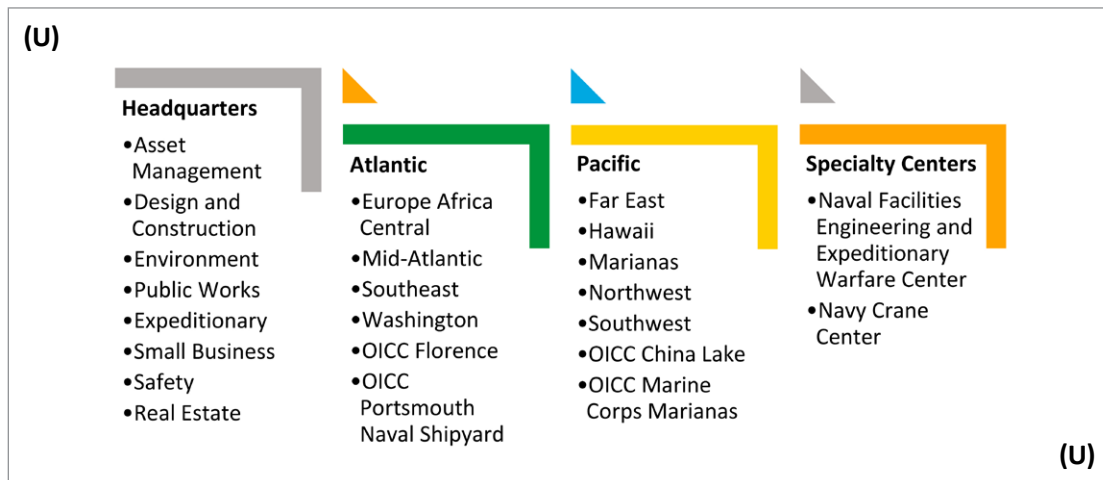 (U)
Headquarters
•Asset
Management
•Design and
Construction
•Environment
•Public Works
•Expeditionary
•Small Business
•Safety
•Real Estate
Atlantic
•Europe Africa
Central
•Mid-Atlantic
•Southeast
•Washington
•OICC Florence
•OICC
Portsmouth
Naval Shipyard
Pacific
•Far East
•Hawaii
•Marianas
•Northwest
•Southwest
•OICC China Lake
•OICC Marine
Corps Marianas
Specialty Centers
•Naval Facilities
Engineering and
Expeditionary
Warfare Center
•Navy Crane
Center
(U)